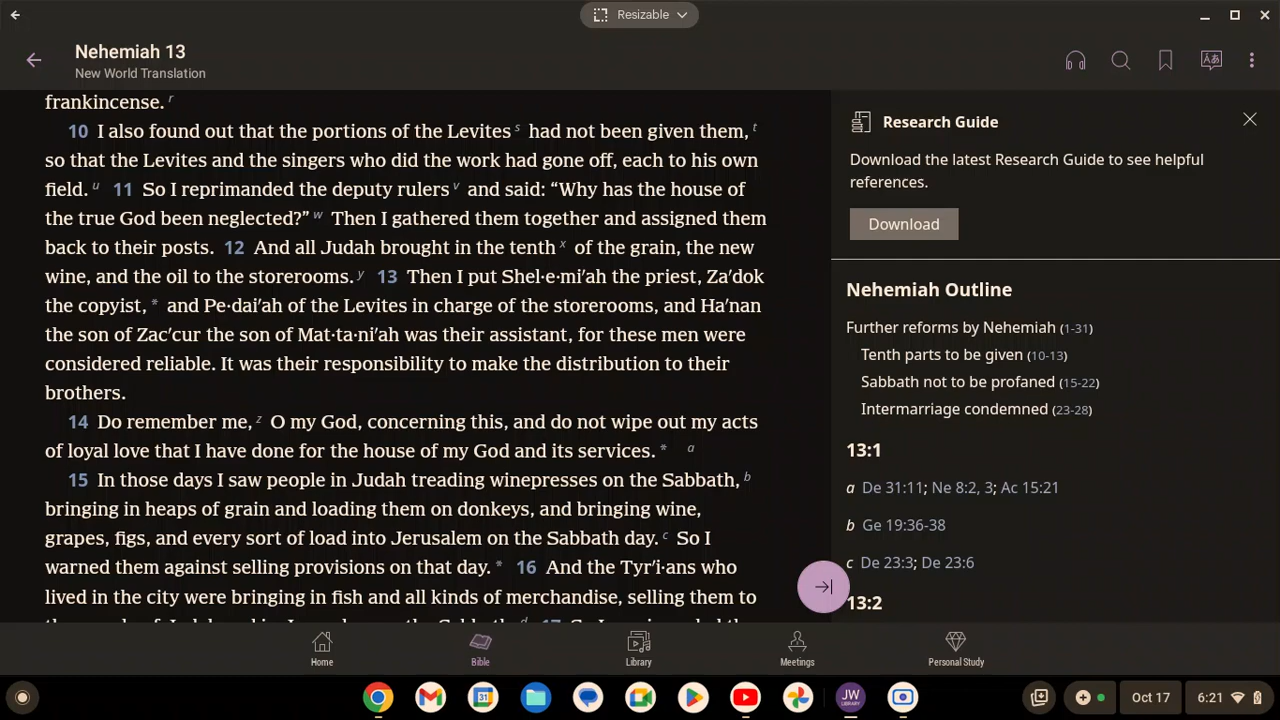 Resizable
Nehemiah 13
New World Translation
frankincense. r
10 I also found out that the portions of the Levites s had not been given them, t
so that the Levites and the singers who did the work had gone off, each to his own
field. u 11 So I reprimanded the deputy rulers v and said: “Why has the house of
the true God been neglected?” w Then I gathered them together and assigned them
back to their posts. 12 And all Judah brought in the tenth x of the grain, the new
wine, and the oil to the storerooms. y 13 Then I put Shel·e·mi′ah the priest, Za′dok
the copyist, * and Pe·dai′ah of the Levites in charge of the storerooms, and Ha′nan
the son of Zac′cur the son of Mat·ta·ni′ah was their assistant, for these men were
considered reliable. It was their responsibility to make the distribution to their
brothers.
14 Do remember me, z O my God, concerning this, and do not wipe out my acts
of loyal love that I have done for the house of my God and its services. * a
15 In those days I saw people in Judah treading winepresses on the Sabbath, b
bringing in heaps of grain and loading them on donkeys, and bringing wine,
grapes, figs, and every sort of load into Jerusalem on the Sabbath day. c So I
warned them against selling provisions on that day. * 16 And the Tyr′i·ans who
lived in the city were bringing in fish and all kinds of merchandise, selling them to
Research Guide
Download the latest Research Guide to see helpful
references.
Download
Nehemiah Outline
Further reforms by Nehemiah (1-31)
Tenth parts to be given (10-13)
Sabbath not to be profaned (15-22)
Intermarriage condemned (23-28)
13:1
a De 31:11; Ne 8:2, 3; Ac 15:21
b Ge 19:36-38
c De 23:3; De 23:6
13:2
Home
Bible
Library
Meetings
Personal Study
JW
LIBRARY
Oct 17
6:21